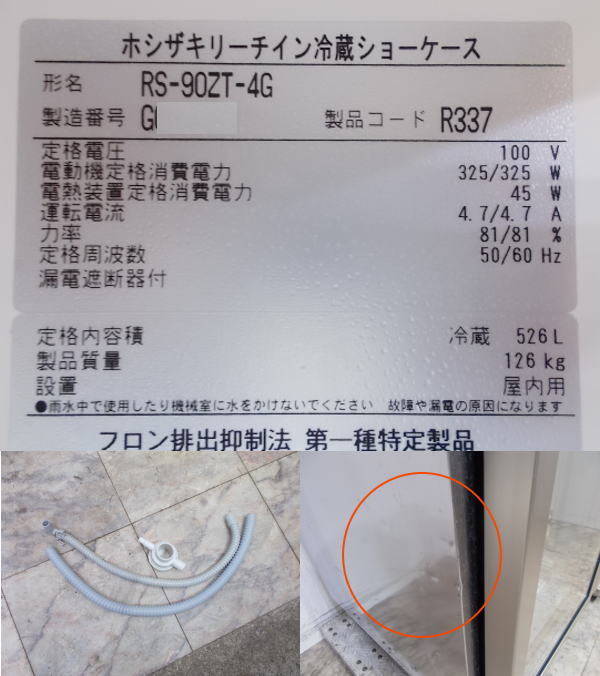 ホシザキリーチイン冷蔵ショーケース
形名 RS-90ZT-4G
製造番号 G 製品コード R337
定格電圧 100 V
電動機定格消費電力 325/325 W
電熱装置定格消費電力 45 W
運転電流 4.7/4.7 A
力率 81/81 %
定格周波数 50/60 Hz
漏電遮断器付
定格内容積 冷蔵 526L
製品質量 126 kg
設置 屋内用
●雨水中で使用したり機械室に水をかけないでください 故障や漏電の原因になります
フロン排出抑制法 第一種特定製品